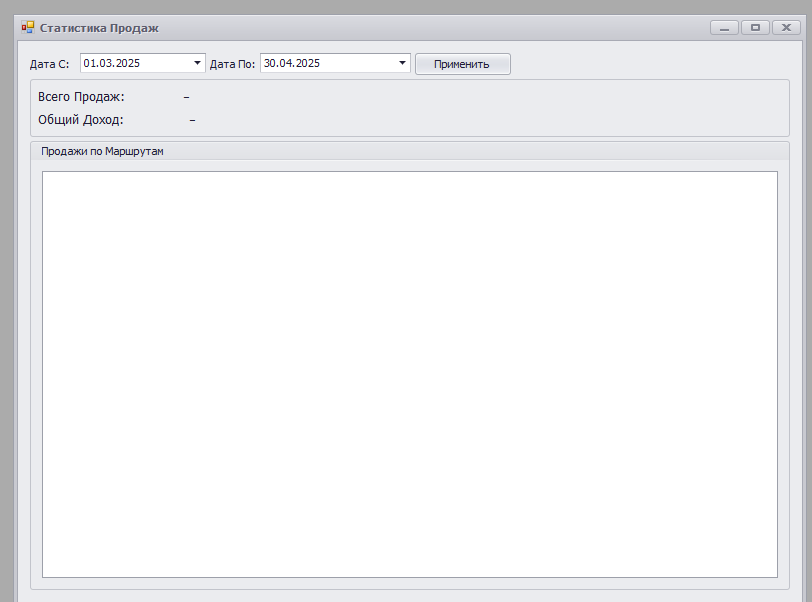 Статистика Продаж
Дата С: 01.03.2025 Дата По: 30.04.2025 Применить
Всего Продаж: –
Общий Доход: –
Продажи по Маршрутам